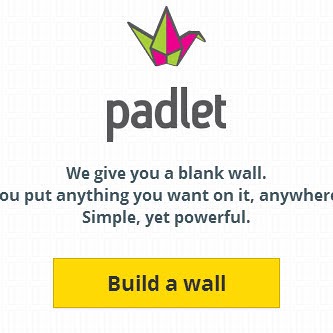 padlet
We give you a blank wall.
ou put anything you want on it, anywhere
Simple, yet powerful.
Build a wall